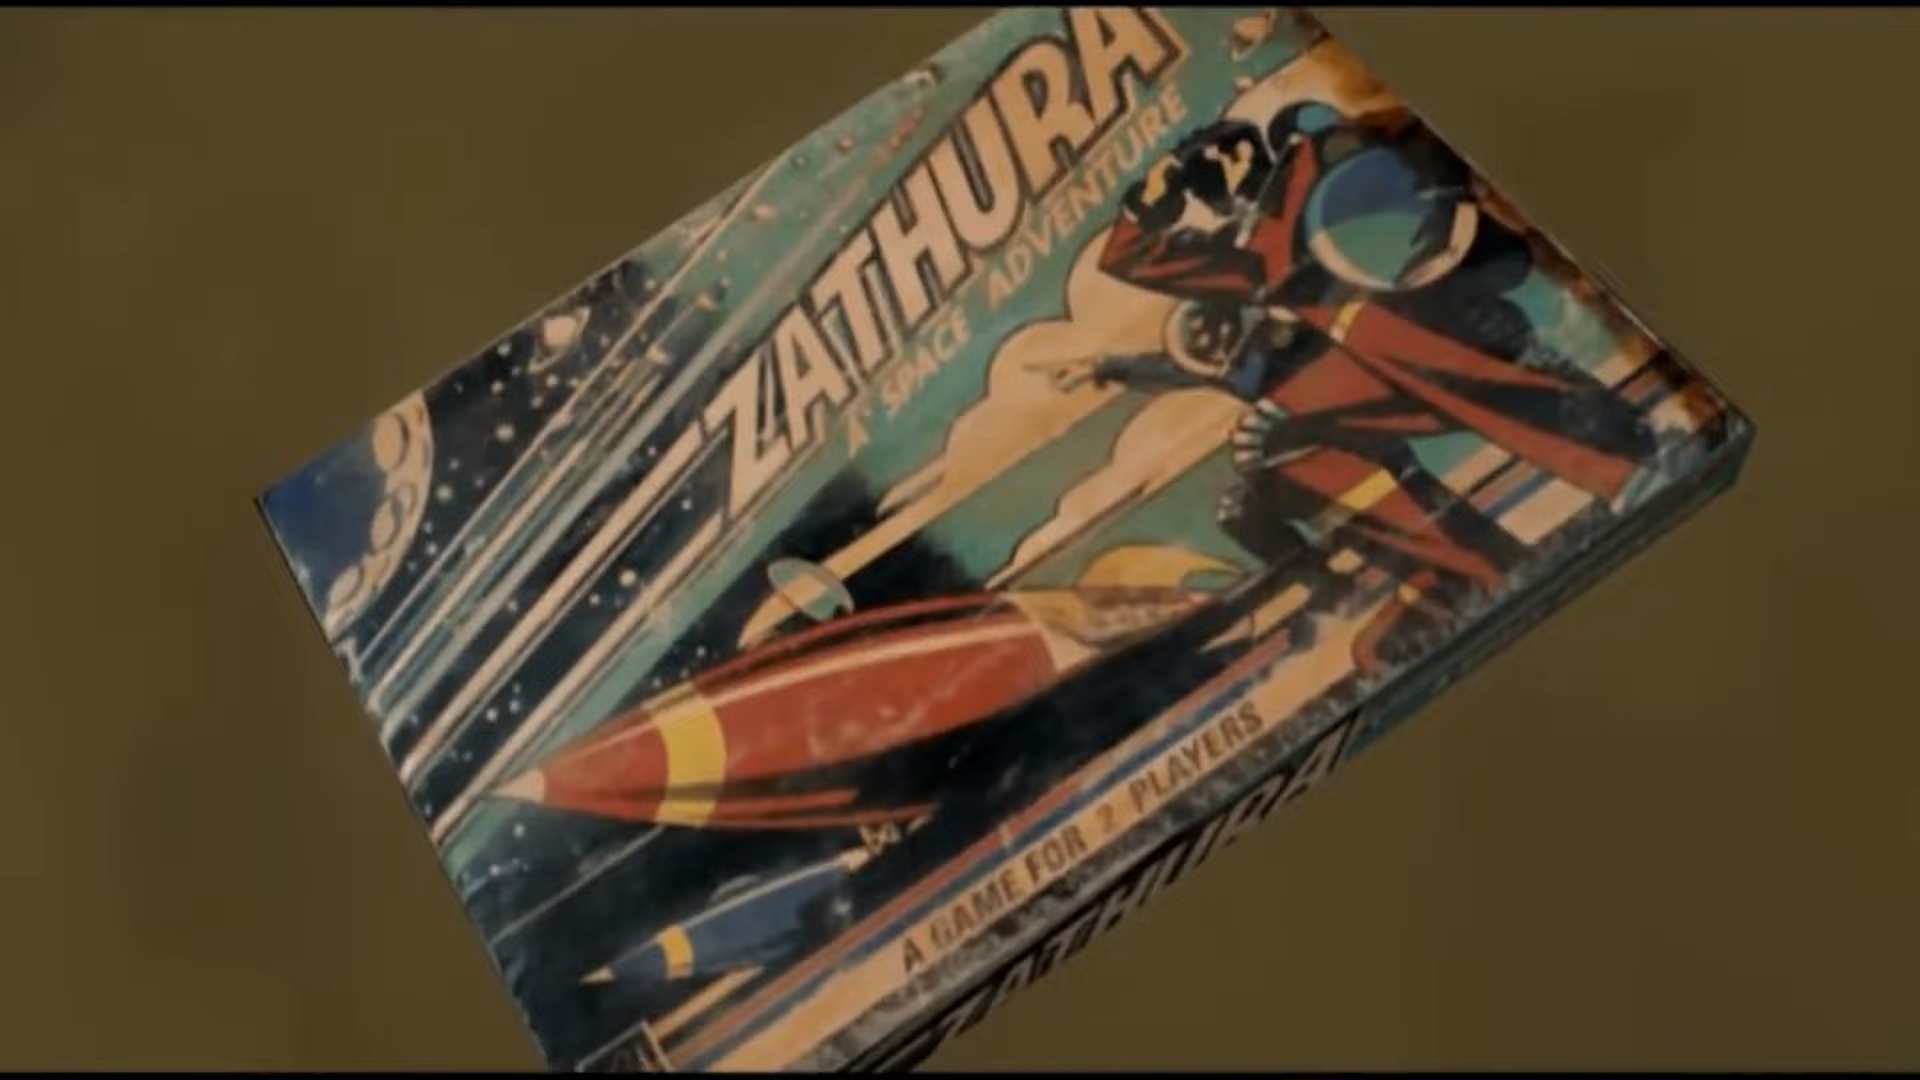 ZATHURA
A SPACE ADVENTURE
A GAME FOR 2 PLAYERS
ZATHURA